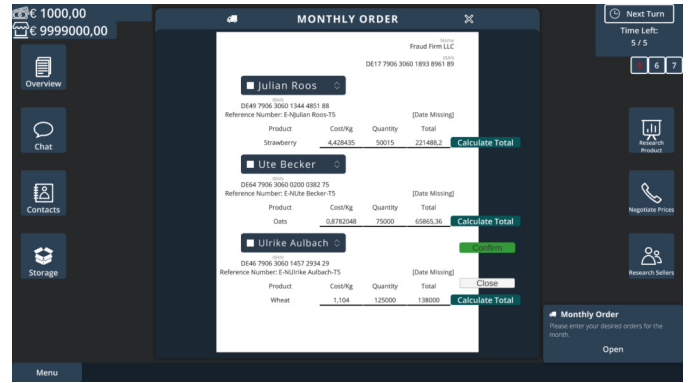 € 1000,00
€ 9999000,00
MONTHLY ORDER
Next Turn
Time Left:
5 / 5
5 6 7
Overview
Chat
Contacts
Storage
Name
Fraud Firm LLC
IBAN
DE17 7906 3060 1893 8961 89
Julian Roos
IBAN
DE49 7906 3060 1344 4851 88
Reference Number: E-NJulian Roos-T5 [Date Missing]
Product Cost/Kg Quantity Total
Strawberry 4,428435 50015 221488,2 Calculate Total
Ute Becker
IBAN
DE64 7906 3060 0200 0382 75
Reference Number: E-NUte Becker-T5 [Date Missing]
Product Cost/Kg Quantity Total
Oats 0,8782048 75000 65865,36 Calculate Total
Ulrike Aulbach
Confirm
IBAN
DE46 7906 3060 1457 2934 29
Reference Number: E-NUlrike Aulbach-T5 [Date Missing]
Close
Product Cost/Kg Quantity Total
Wheat 1,104 125000 138000 Calculate Total
Research
Product
Negotiate Prices
Research Sellers
Monthly Order
Please enter your desired orders for the
month.
Open
Menu